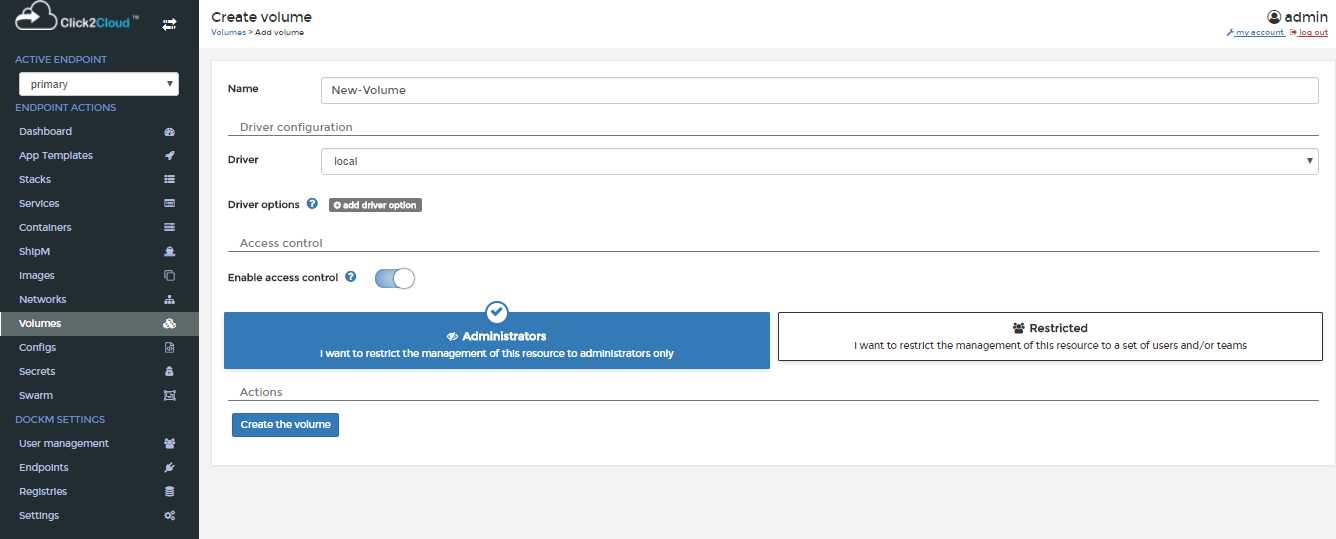 Click2Cloud™
ACTIVE ENDPOINT
primary
ENDPOINT ACTIONS
Dashboard
App Templates
Stacks
Services
Containers
ShipM
Images
Networks
Volumes
Configs
Secrets
Swarm
DOCKM SETTINGS
User management
Endpoints
Registries
Settings
Create volume
Volumes > Add volume
admin
my account log out
Name New-Volume
Driver configuration
Driver local
Driver options ? add driver option
Access control
Enable access control ?
Administrators
I want to restrict the management of this resource to administrators only
Restricted
I want to restrict the management of this resource to a set of users and/or teams
Actions
Create the volume